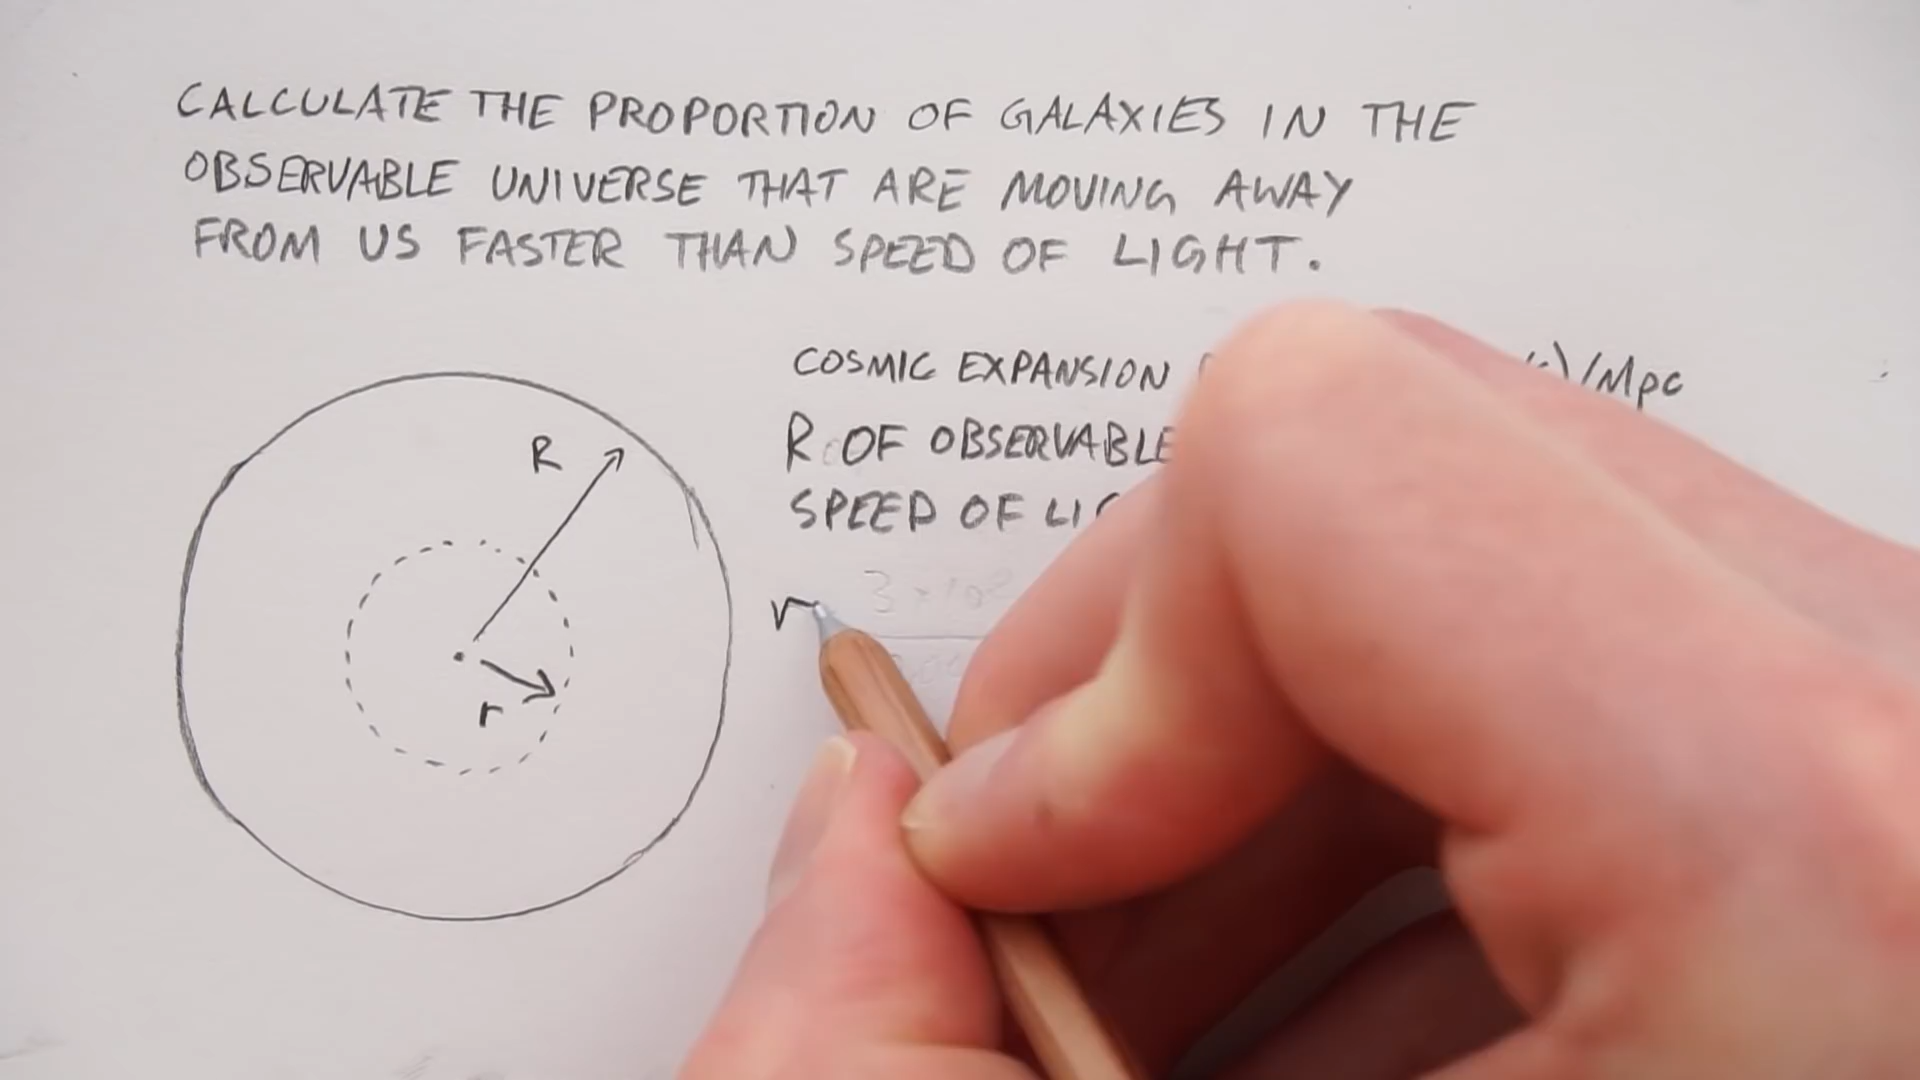 CALCULATE THE PROPORTION OF GALAXIES IN THE
OBSERVABLE UNIVERSE THAT ARE MOVING AWAY
FROM US FASTER THAN SPEED OF LIGHT.
COSMIC EXPANSION )/Mpc
R OF OBSERVABLE
SPEED OF
R
r
r